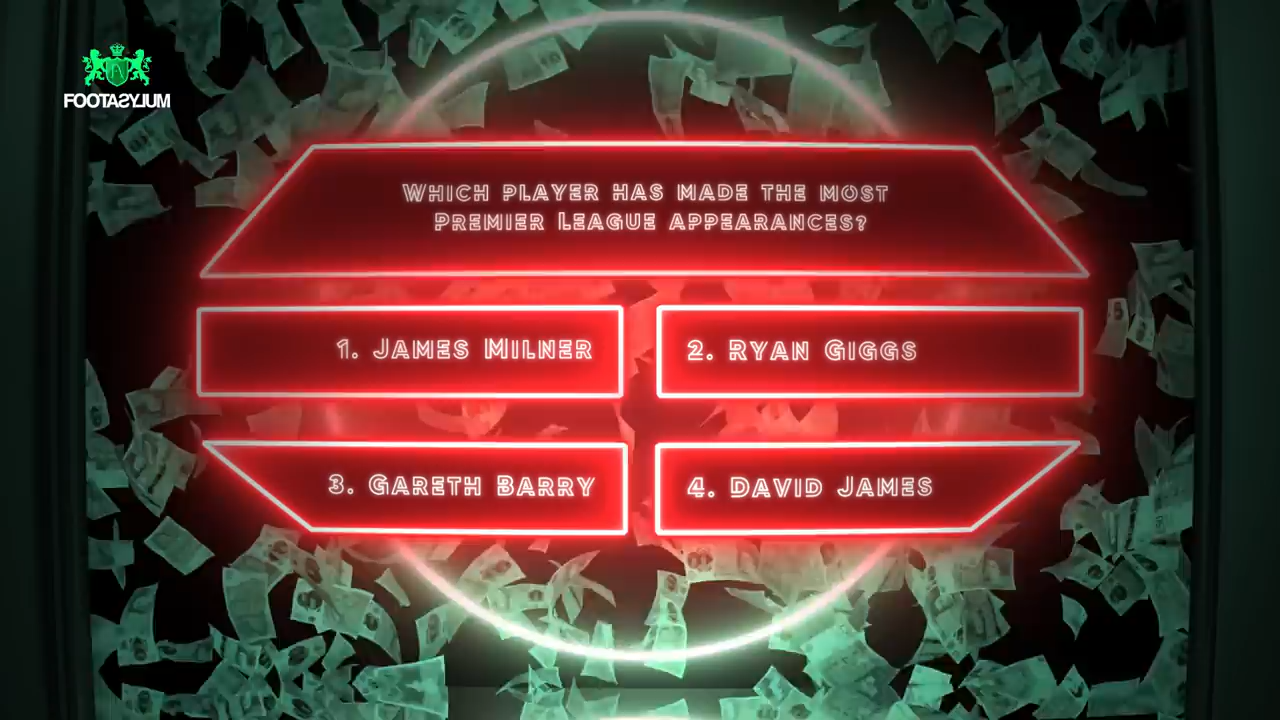 FOOTASYLUM
Which player has made the most
Premier League appearances?
1. James Milner
2. Ryan Giggs
3. Gareth Barry
4. David James